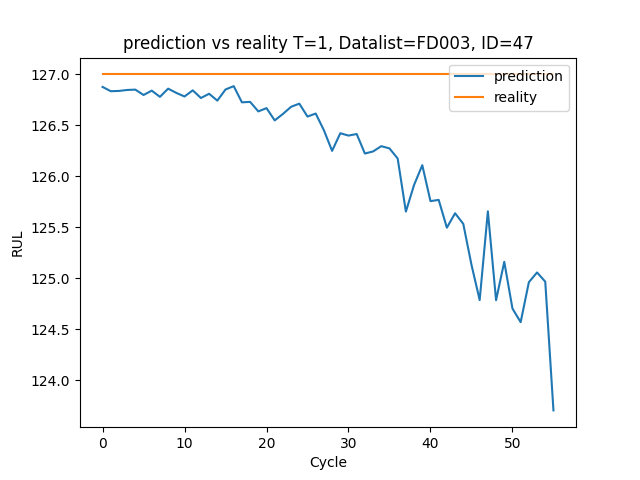 prediction vs reality T=1, Datalist=FD003, ID=47
127.0
126.5
126.0
125.5
125.0
124.5
124.0
RUL
prediction
reality
0 10 20 30 40 50
Cycle